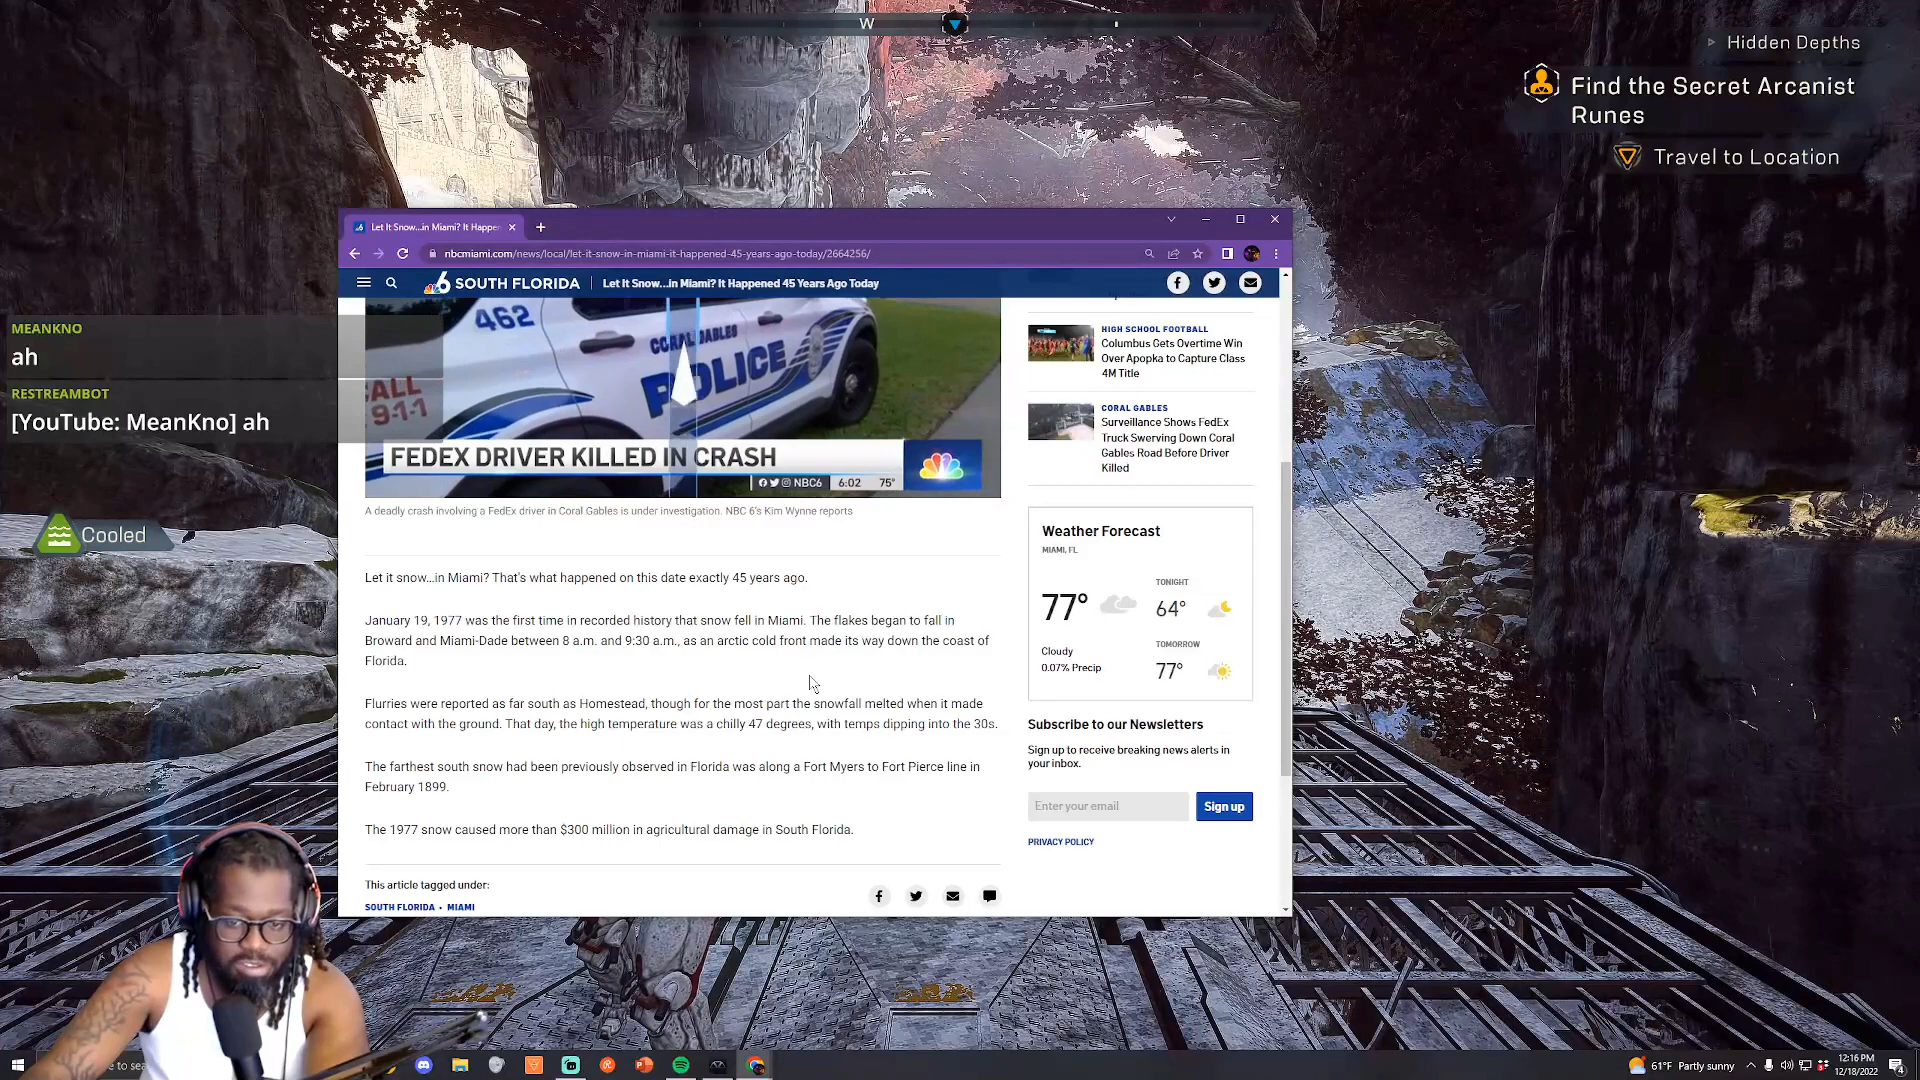 W
Hidden Depths
Find the Secret Arcanist
Runes
Travel to Location
Let It Snow...in Miami? It Happen
nbcmiami.com/news/local/let-it-snow-in-miami-it-happened-45-years-ago-today/2664256/
6 SOUTH FLORIDA
Let It Snow...in Miami? It Happened 45 Years Ago Today
MEANKNO
ah
RESTREAMBOT
[YouTube: MeanKno] ah
Cooled
462
CORAL GABLES
POLICE
CALL
911
FEDEX DRIVER KILLED IN CRASH
NBC6 6:02 75°
A deadly crash involving a FedEx driver in Coral Gables is under investigation. NBC 6's Kim Wynne reports
Let it snow...in Miami? That's what happened on this date exactly 45 years ago.
January 19, 1977 was the first time in recorded history that snow fell in Miami. The flakes began to fall in
Broward and Miami-Dade between 8 a.m. and 9:30 a.m., as an arctic cold front made its way down the coast of
Florida.
Flurries were reported as far south as Homestead, though for the most part the snowfall melted when it made
contact with the ground. That day, the high temperature was a chilly 47 degrees, with temps dipping into the 30s.
The farthest south snow had been previously observed in Florida was along a Fort Myers to Fort Pierce line in
February 1899.
The 1977 snow caused more than $300 million in agricultural damage in South Florida.
This article tagged under:
SOUTH FLORIDA • MIAMI
HIGH SCHOOL FOOTBALL
Columbus Gets Overtime Win
Over Apopka to Capture Class
4M Title
CORAL GABLES
Surveillance Shows FedEx
Truck Swerving Down Coral
Gables Road Before Driver
Killed
Weather Forecast
MIAMI, FL
77°
Cloudy
0.07% Precip
TONIGHT
64°
TOMORROW
77°
Subscribe to our Newsletters
Sign up to receive breaking news alerts in
your inbox.
Enter your email
Sign up
PRIVACY POLICY
e to sea
61°F Partly sunny
12:16 PM
12/18/2022
4